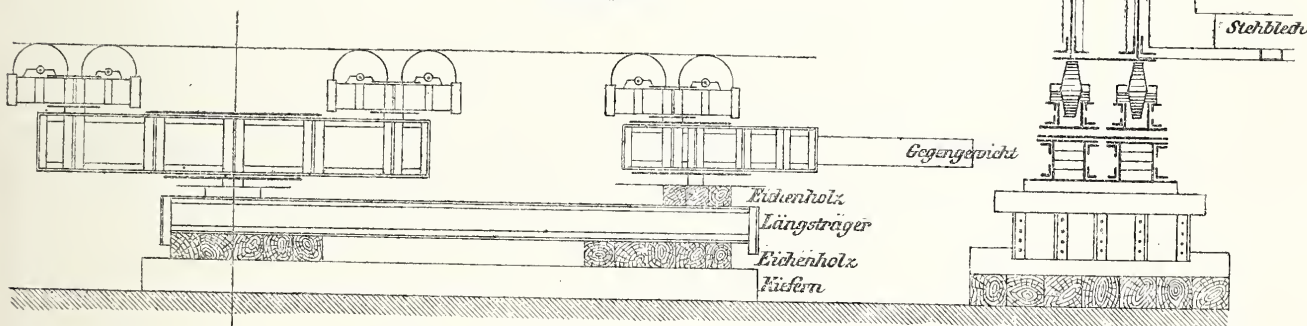 Stehblech
Gegengewicht
Eichenholz
Längsträger
Eichenholz
Kiefern